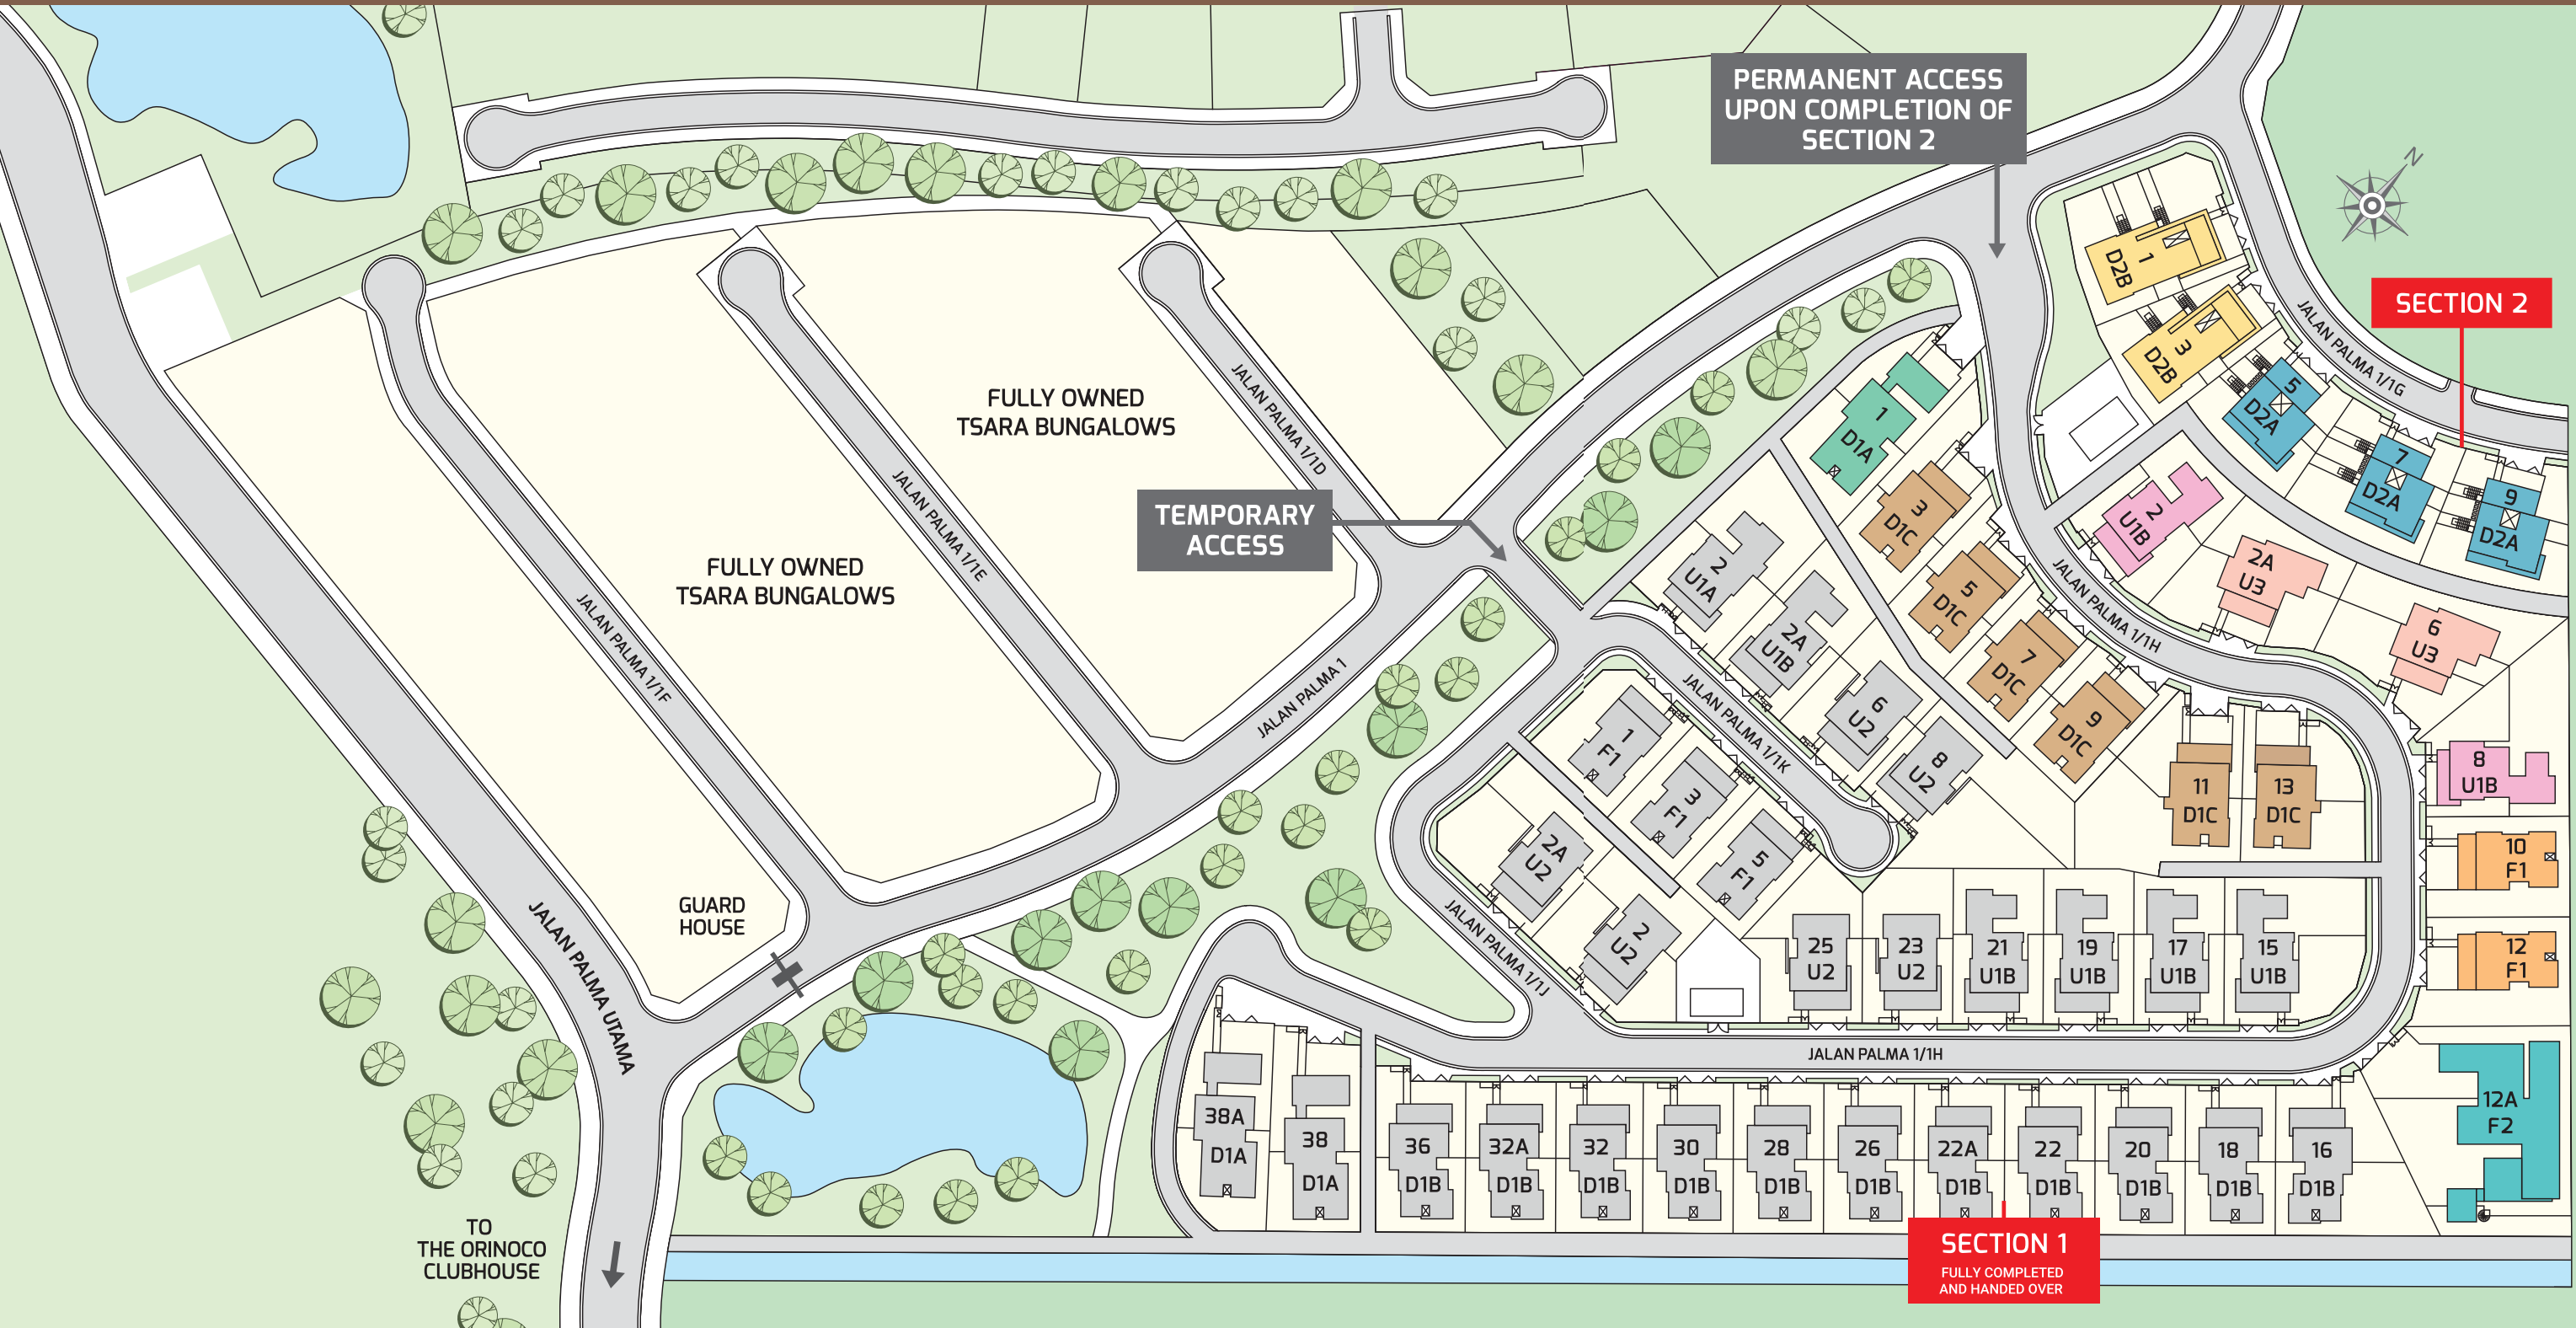 PERMANENT ACCESS
UPON COMPLETION OF
SECTION 2
N
SECTION 2
JALAN PALMA 1/1G
1
D2B
3
D2B
5
D2A
7
D2A
9
D2A
FULLY OWNED
TSARA BUNGALOWS
JALAN PALMA 1/1D
FULLY OWNED
TSARA BUNGALOWS
JALAN PALMA 1/1E
JALAN PALMA 1/1F
TEMPORARY
ACCESS
JALAN PALMA 1
1
D1A
3
D1C
5
D1C
7
D1C
9
D1C
11
D1C
13
D1C
2
U1B
2A
U3
6
U3
JALAN PALMA 1/1H
8
U1B
10
F1
12
F1
12A
F2
2
U1A
2A
U1B
6
U2
8
U2
JALAN PALMA 1/1K
1
F1
3
F1
5
F1
2A
U2
2
U2
JALAN PALMA 1/1J
25
U2
23
U2
21
U1B
19
U1B
17
U1B
15
U1B
JALAN PALMA 1/1H
GUARD
HOUSE
JALAN PALMA UTAMA
38A
D1A
38
D1A
36
D1B
32A
D1B
32
D1B
30
D1B
28
D1B
26
D1B
22A
D1B
22
D1B
20
D1B
18
D1B
16
D1B
TO
THE ORINOCO
CLUBHOUSE
SECTION 1
FULLY COMPLETED
AND HANDED OVER